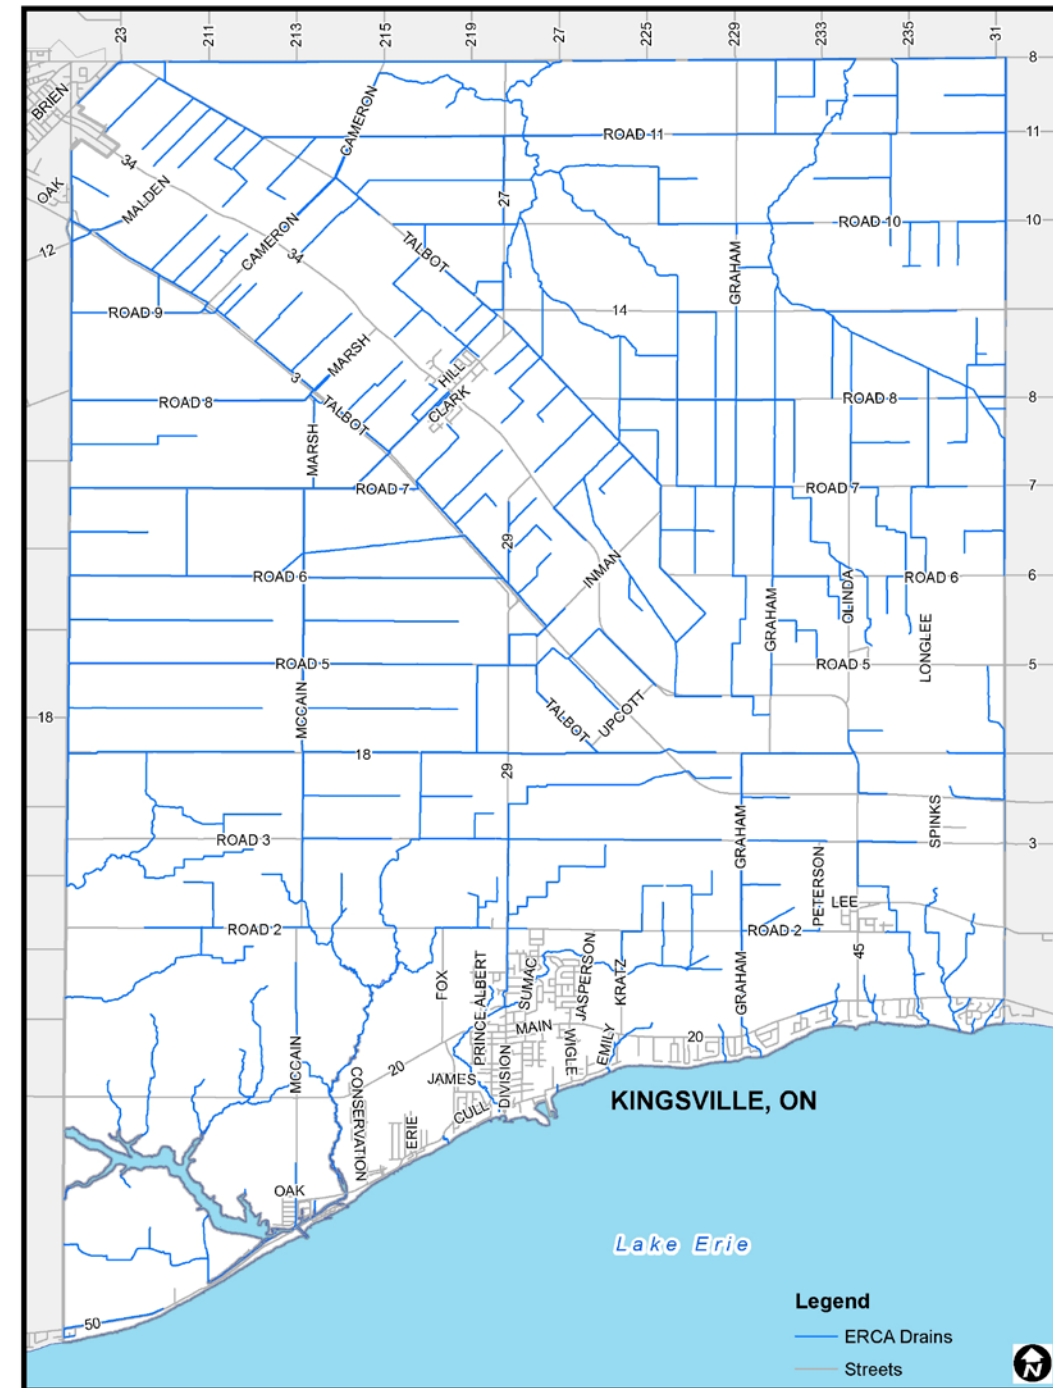 23
211
213
215
219
27
225
229
233
235
31
8
BRIEN
CAMERON
ROAD 11
11
34
OAK
MALDEN
27
ROAD 10
10
12
CAMERON
34
TALBOT
GRAHAM
ROAD 9
14
MARSH
3
HILL
ROAD 8
TALBOT
CLARK
ROAD 8
8
MARSH
ROAD 7
ROAD 7
7
29
INMAN
ROAD 6
OLINDA
ROAD 6
6
GRAHAM
LONGLEE
ROAD 5
ROAD 5
5
MCCAIN
18
TALBOT
UPCOTT
18
29
SPINKS
ROAD 3
GRAHAM
3
PETERSON
LEE
ROAD 2
ROAD 2
45
FOX
PRINCE ALBERT
SUMAC
JASPERSON
KRATZ
GRAHAM
MAIN
WIGLE
EMILY
20
MCCAIN
20
JAMES
DIVISION
CONSERVATION
ERIE
CULL
KINGSVILLE, ON
OAK
Lake Erie
50
Legend
ERCA Drains
Streets
N